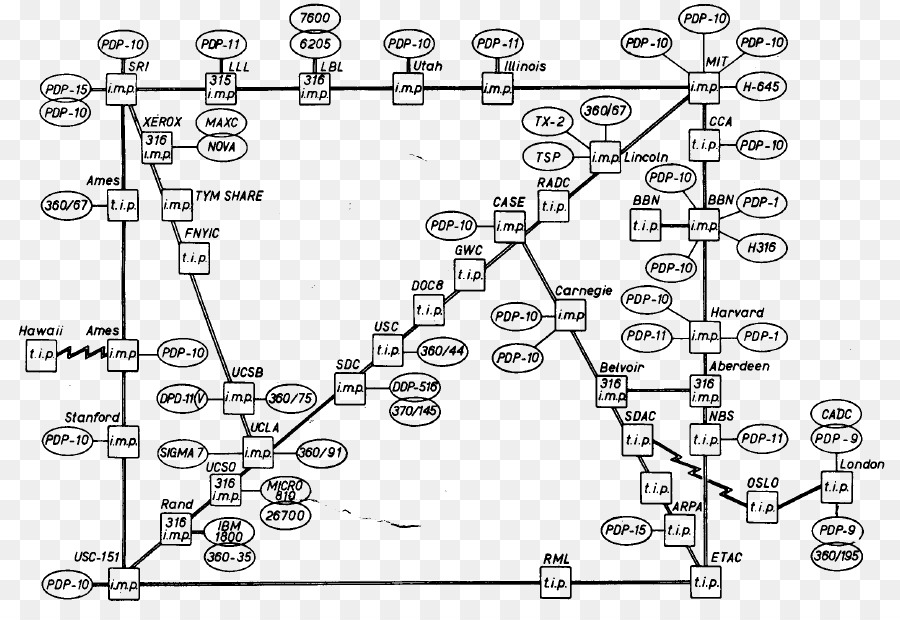 7600
PDP-10
PDP-10
PDP-11
6205
PDP-10
PDP-11
PDP-10
PDP-10
SRI
LLL
LBL
Utah
Illinois
MIT
PDP-15
i.m.p.
315
i.m.p.
316
i.m.p.
i.m.p.
i.m.p.
i.m.p.
H-645
PDP-10
XEROX
MAXC
TX-2
360/67
CCA
316
i.m.p.
NOVA
TSP
i.m.p.
Lincoln
t.i.p.
PDP-10
Ames
TYM SHARE
RADC
PDP-10
360/67
t.i.p.
i.m.p.
CASE
t.i.p.
BBN
BBN
PDP-1
PDP-10
i.m.p.
t.i.p.
i.m.p.
FNYIC
GWC
H316
t.i.p.
t.i.p.
PDP-10
DOC8
Carnegie
PDP-10
t.i.p.
PDP-10
i.m.p
Harvard
Hawaii
Ames
USC
PDP-11
i.m.p.
PDP-1
t.i.p.
i.m.p
PDP-10
t.i.p.
360/44
PDP-10
UCSB
SDC
Belvoir
Aberdeen
DPD-11(V
i.m.p.
360/75
i.m.p.
DDP-516
316
i.m.p.
316
i.m.p.
370/145
Stanford
UCLA
SDAC
NBS
CADC
PDP-10
i.m.p.
SIGMA 7
i.m.p.
360/91
t.i.p.
t.i.p.
PDP-11
PDP-9
UCSO
OSLO
London
316
i.m.p.
MICRO
810
t.i.p.
t.i.p.
t.i.p.
26700
Rand
ARPA
316
i.m.p.
IBM
1800
PDP-15
t.i.p.
PDP-9
360-35
360/195
USC-151
RML
ETAC
PDP-10
i.m.p.
t.i.p.
t.i.p.